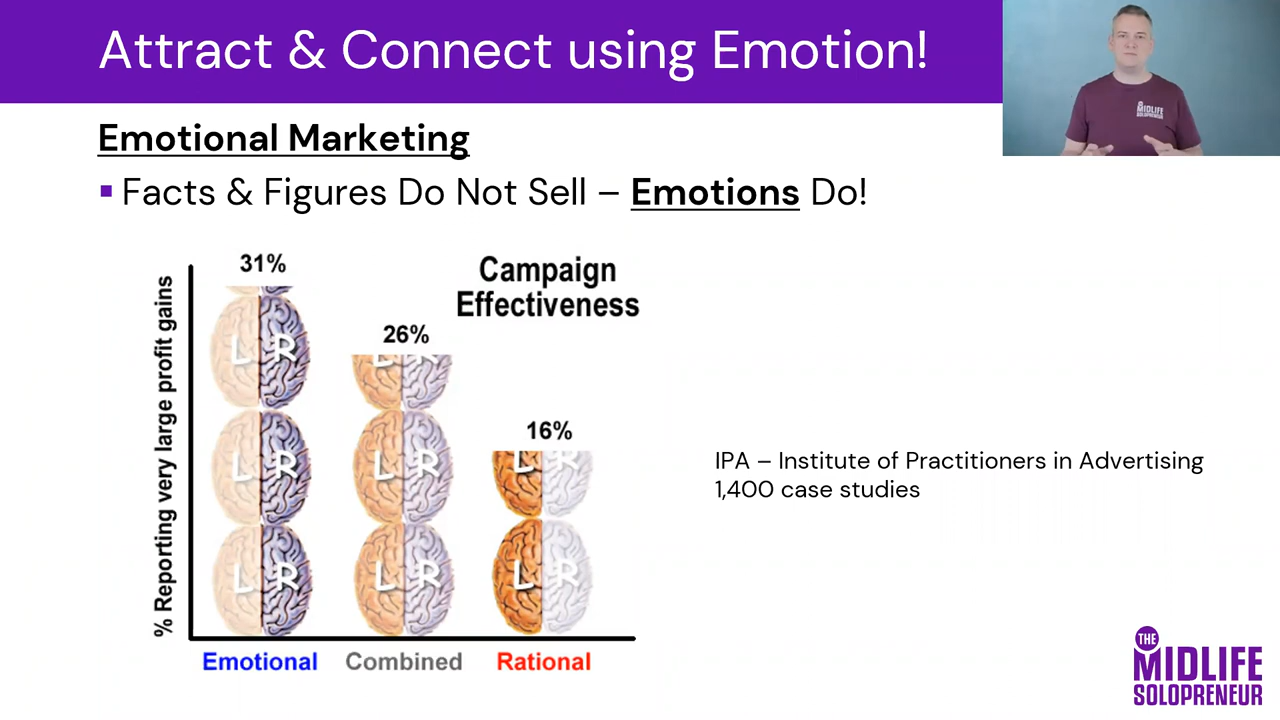 Attract & Connect using Emotion!
MIDLIFE
SOLOPRENEUR
Emotional Marketing
▪ Facts & Figures Do Not Sell – Emotions Do!
Campaign
Effectiveness
% Reporting very large profit gains
31%
26%
16%
L R
L R
L R
L R
L R
L R
L R
L R
Emotional
Combined
Rational
IPA – Institute of Practitioners in Advertising
1,400 case studies
THE
MIDLIFE
SOLOPRENEUR